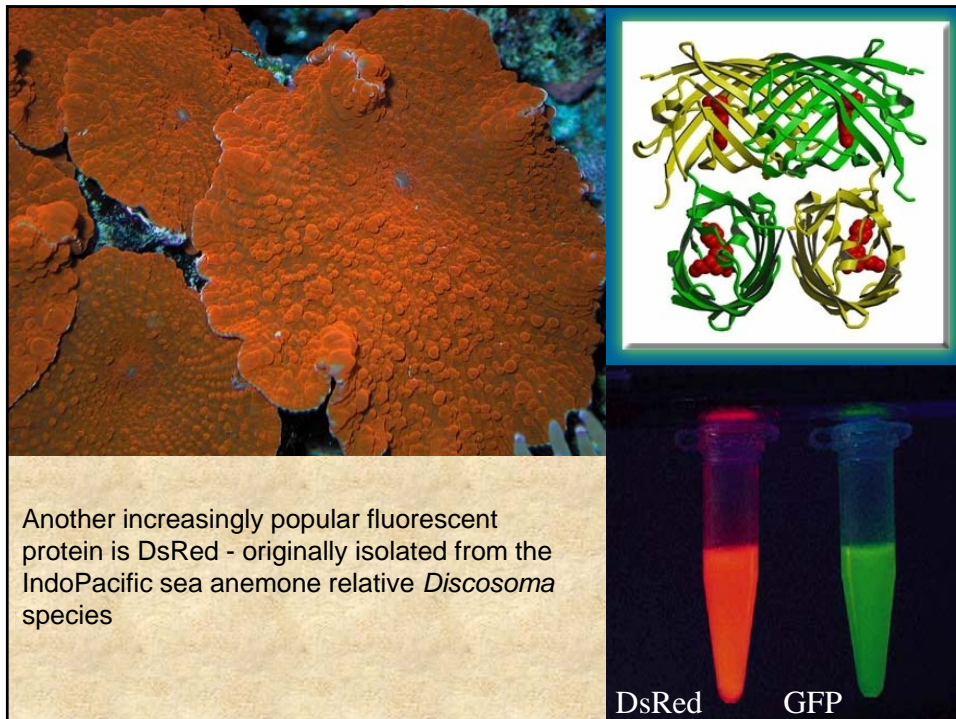 Another increasingly popular fluorescent
protein is DsRed - originally isolated from the
IndoPacific sea anemone relative Discosoma
species
DsRed GFP